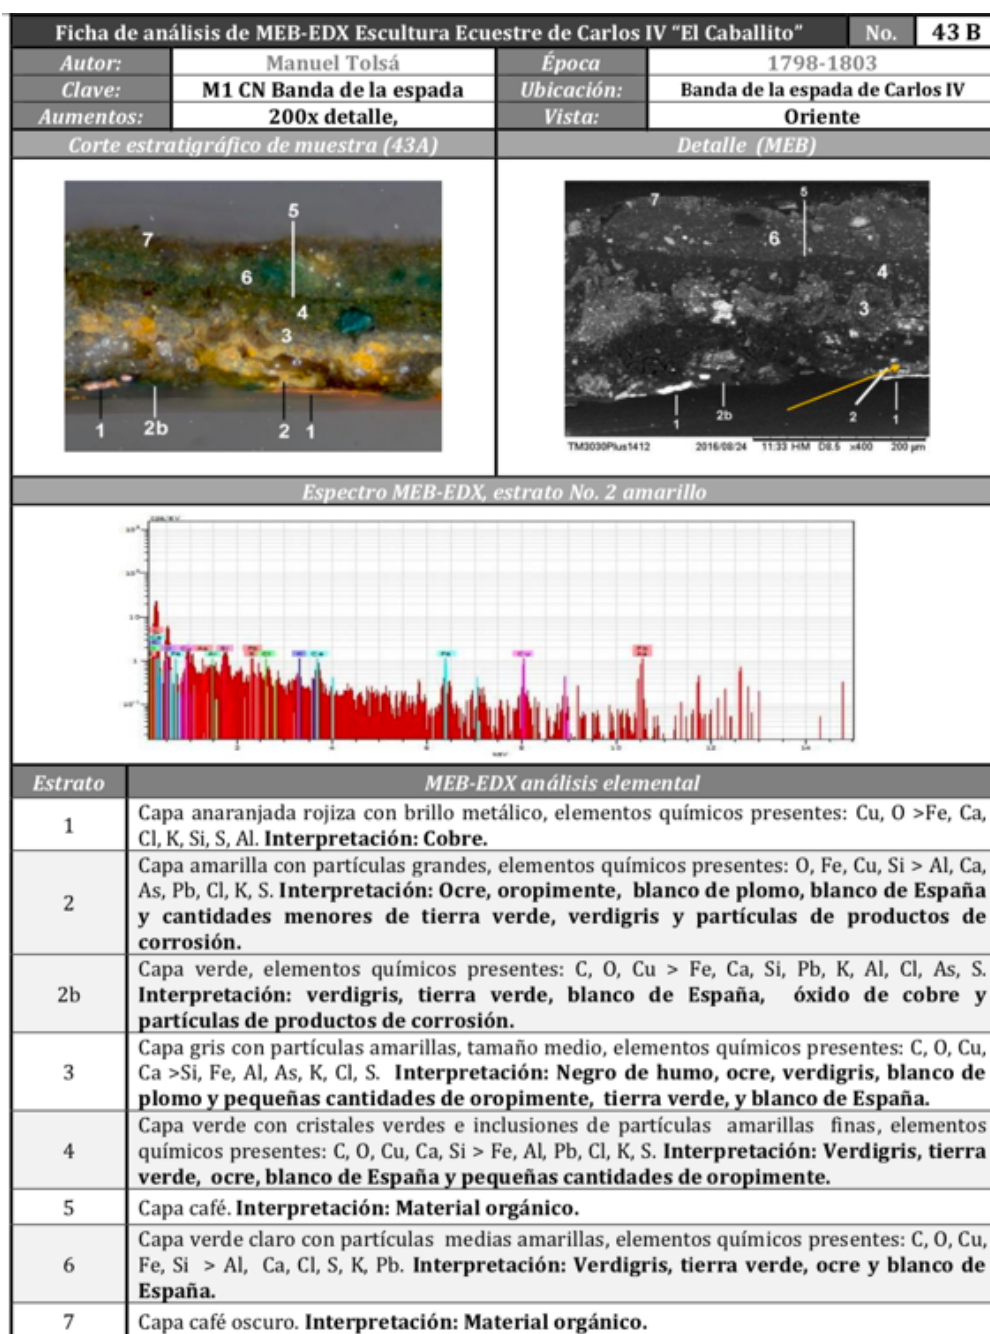 Ficha de análisis de MEB-EDX Escultura Ecuestre de Carlos IV “El Caballito” No. 43 B
Autor: Manuel Tolsá Época 1798-1803
Clave: M1 CN Banda de la espada Ubicación: Banda de la espada de Carlos IV
Aumentos: 200x detalle, Vista: Oriente
Corte estratigráfico de muestra (43A) Detalle (MEB)
7 5 6 4 3 1 2b 2 1
7 5 6 4 3 1 2b 2 1
TM3030Plus1412 2016/08/24 11:33 HM D8.5 x400 200 µm
Espectro MEB-EDX, estrato No. 2 amarillo
Estrato MEB-EDX análisis elemental
1 Capa anaranjada rojiza con brillo metálico, elementos químicos presentes: Cu, O >Fe, Ca,
Cl, K, Si, S, Al. Interpretación: Cobre.
2 Capa amarilla con partículas grandes, elementos químicos presentes: O, Fe, Cu, Si > Al, Ca,
As, Pb, Cl, K, S. Interpretación: Ocre, oropimente, blanco de plomo, blanco de España
y cantidades menores de tierra verde, verdigris y partículas de productos de
corrosión.
2b Capa verde, elementos químicos presentes: C, O, Cu > Fe, Ca, Si, Pb, K, Al, Cl, As, S.
Interpretación: verdigris, tierra verde, blanco de España, óxido de cobre y
partículas de productos de corrosión.
3 Capa gris con partículas amarillas, tamaño medio, elementos químicos presentes: C, O, Cu,
Ca >Si, Fe, Al, As, K, Cl, S. Interpretación: Negro de humo, ocre, verdigris, blanco de
plomo y pequeñas cantidades de oropimente, tierra verde, y blanco de España.
4 Capa verde con cristales verdes e inclusiones de partículas amarillas finas, elementos
químicos presentes: C, O, Cu, Ca, Si > Fe, Al, Pb, Cl, K, S. Interpretación: Verdigris, tierra
verde, ocre, blanco de España y pequeñas cantidades de oropimente.
5 Capa café. Interpretación: Material orgánico.
6 Capa verde claro con partículas medias amarillas, elementos químicos presentes: C, O, Cu,
Fe, Si > Al, Ca, Cl, S, K, Pb. Interpretación: Verdigris, tierra verde, ocre y blanco de
España.
7 Capa café oscuro. Interpretación: Material orgánico.